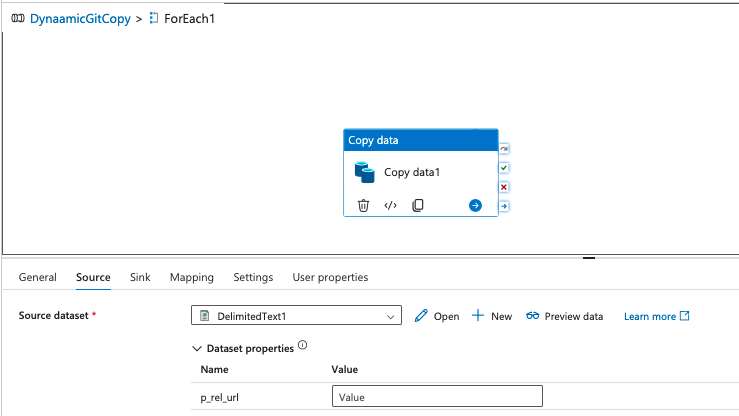 DynaamicGitCopy > ForEach1
Copy data
Copy data1
General Source Sink Mapping Settings User properties
Source dataset * DelimitedText1 Open New Preview data Learn more
Dataset properties
Name Value
p_rel_url Value